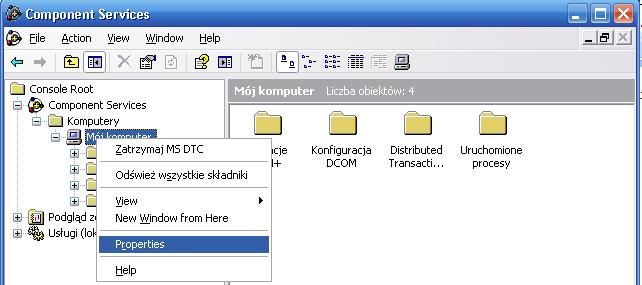 Component Services
File Action View Window Help
Console Root
Component Services
Komputery
Mój komputer
Zatrzymaj MS DTC
Odśwież wszystkie składniki
View
New Window from Here
Properties
Help
Podgląd
Usługi (lok
Mój komputer Liczba obiektów: 4
Konfiguracja DCOM
Distributed Transacti...
Uruchomione procesy